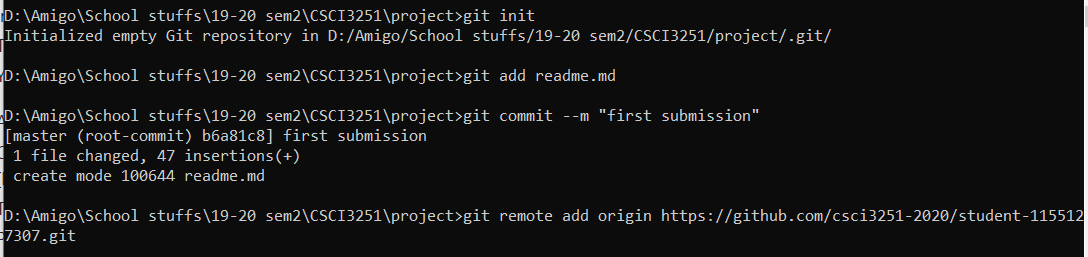 D:\Amigo\School stuffs\19-20 sem2\CSCI3251\project>git init
Initialized empty Git repository in D:/Amigo/School stuffs/19-20 sem2/CSCI3251/project/.git/
D:\Amigo\School stuffs\19-20 sem2\CSCI3251\project>git add readme.md
D:\Amigo\School stuffs\19-20 sem2\CSCI3251\project>git commit --m "first submission"
[master (root-commit) b6a81c8] first submission
 1 file changed, 47 insertions(+)
 create mode 100644 readme.md
D:\Amigo\School stuffs\19-20 sem2\CSCI3251\project>git remote add origin https://github.com/csci3251-2020/student-115512
7307.git